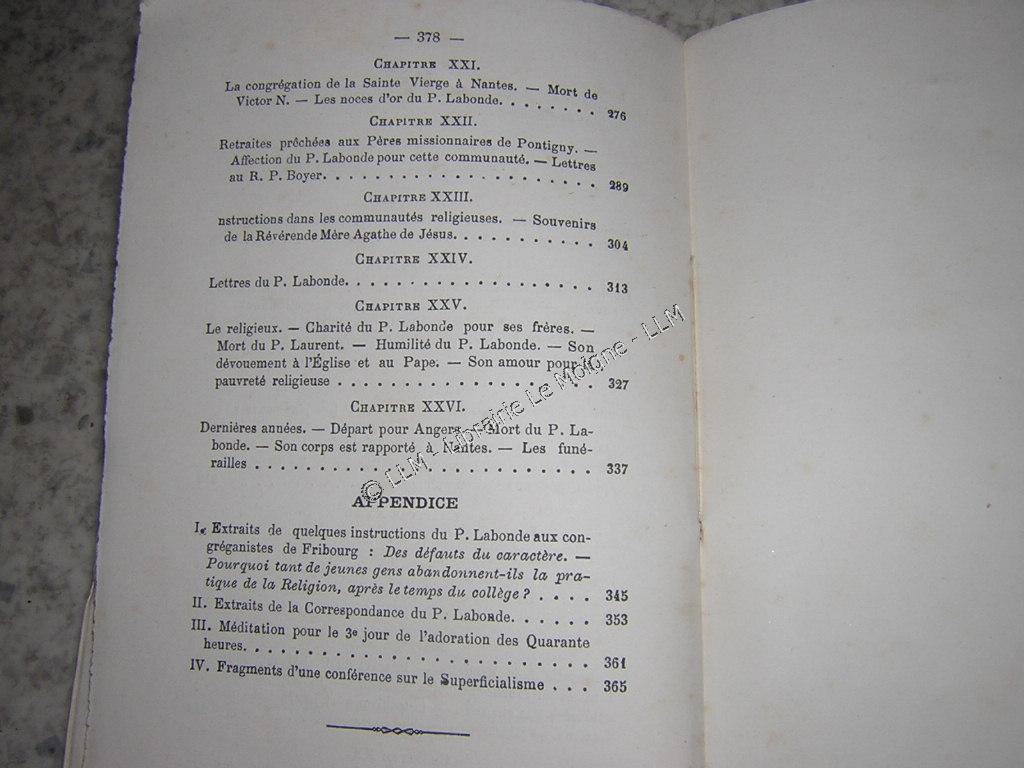 — 378 —
CHAPITRE XXI.
La congrégation de la Sainte Vierge à Nantes. — Mort de
Victor N. — Les noces d'or du P. Labonde. . . . . . . . 276
CHAPITRE XXII.
Retraites prêchées aux Pères missionnaires de Pontigny. —
Affection du P. Labonde pour cette communauté. — Lettres
au R. P. Boyer. . . . . . . . . . . . . . . . . . . . 289
CHAPITRE XXIII.
nstructions dans les communautés religieuses. — Souvenirs
de la Révérende Mère Agathe de Jésus. . . . . . . . . . 304
CHAPITRE XXIV.
Lettres du P. Labonde. . . . . . . . . . . . . . . . . . 313
CHAPITRE XXV.
Le religieux. — Charité du P. Labonde pour ses frères. —
Mort du P. Laurent. — Humilité du P. Labonde. — Son
dévouement à l'Église et au Pape. — Son amour pour la
pauvreté religieuse . . . . . . . . . . . . . . . . . . 327
CHAPITRE XXVI.
Dernières années. — Départ pour Angers. — Mort du P. La-
bonde. — Son corps est rapporté à Nantes. — Les funé-
railles . . . . . . . . . . . . . . . . . . . . . . . . 337
APPENDICE
I. Extraits de quelques instructions du P. Labonde aux con-
gréganistes de Fribourg : Des défauts du caractère. —
Pourquoi tant de jeunes gens abandonnent-ils la pra-
tique de la Religion, après le temps du collège ? . . . . 345
II. Extraits de la Correspondance du P. Labonde. . . . . . 353
III. Méditation pour le 3e jour de l'adoration des Quarante
heures. . . . . . . . . . . . . . . . . . . . . . . . . 361
IV. Fragments d'une conférence sur le Superficialisme . . . 365
© LLM - Librairie Le Moigne - LLM